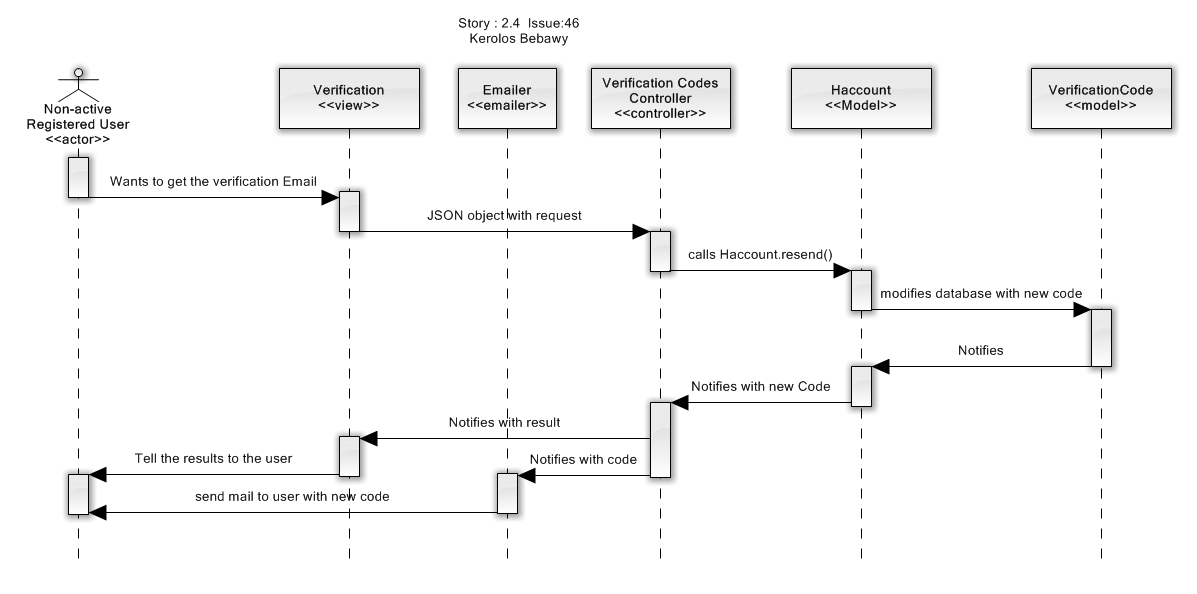 Story : 2.4  Issue:46
Kerolos Bebawy
Non-active
Registered User
<<actor>>
Verification
<<view>>
Emailer
<<emailer>>
Verification Codes
Controller
<<controller>>
Haccount
<<Model>>
VerificationCode
<<model>>
Wants to get the verification Email
JSON object with request
calls Haccount.resend()
modifies database with new code
Notifies
Notifies with new Code
Notifies with result
Tell the results to the user
Notifies with code
send mail to user with new code